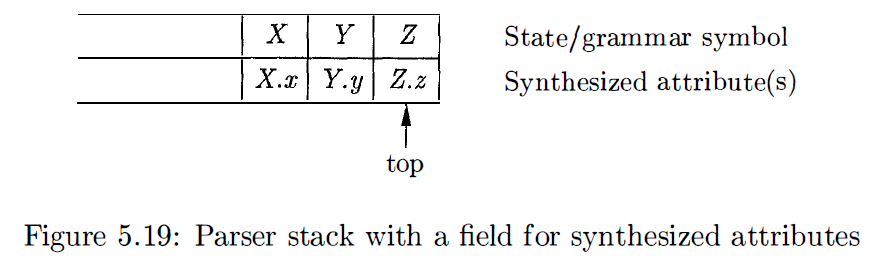 X Y Z State/grammar symbol
X.x Y.y Z.z Synthesized attribute(s)
top
Figure 5.19: Parser stack with a field for synthesized attributes